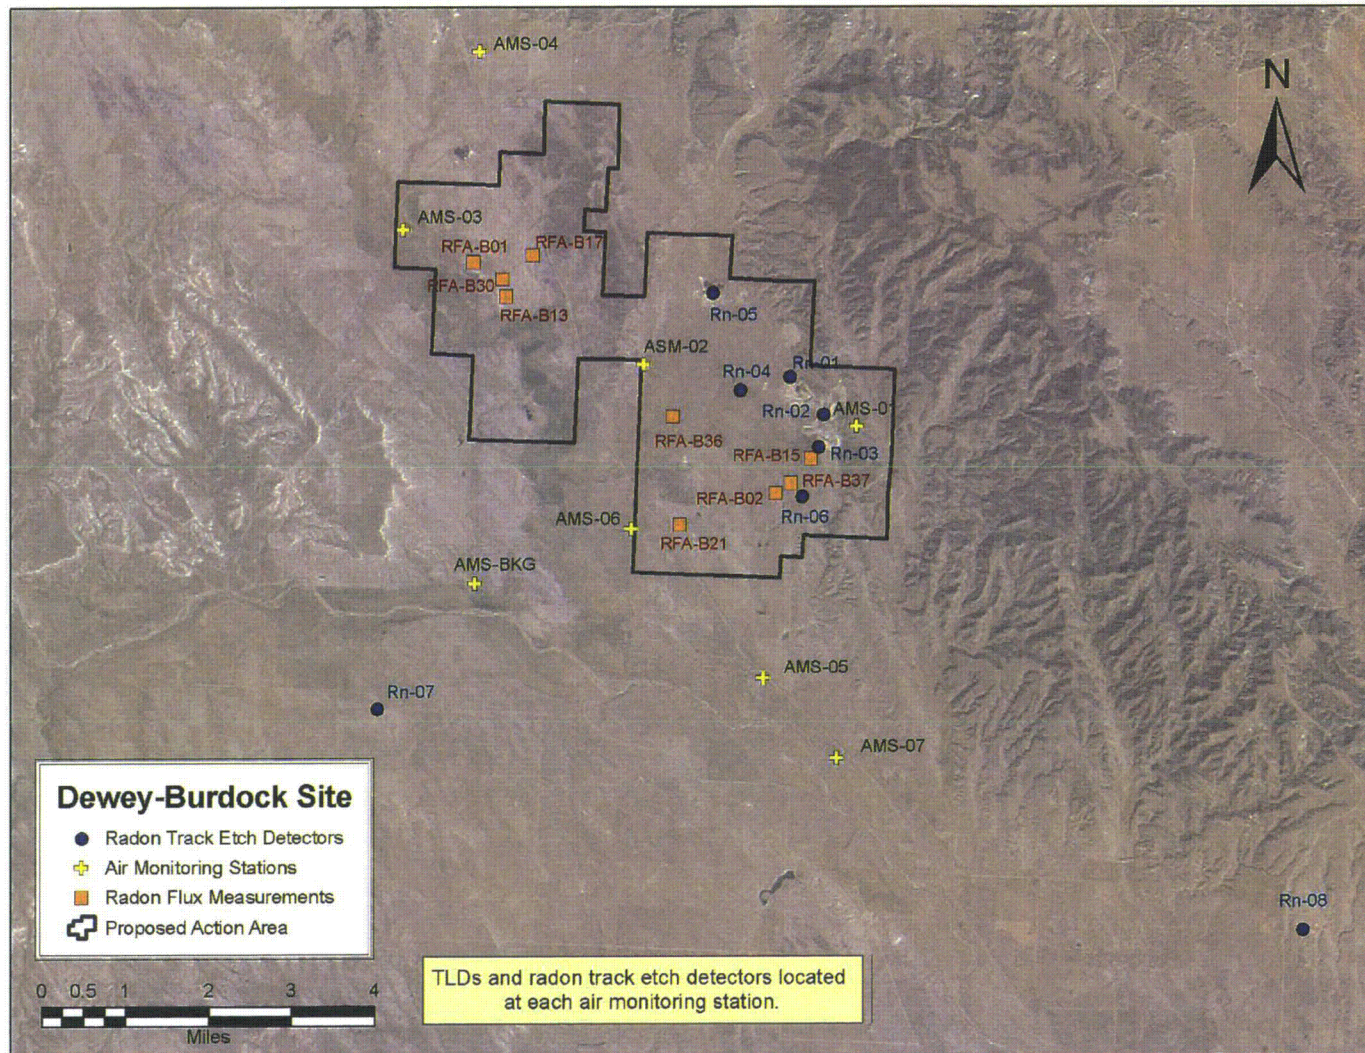 AMS-04
N
AMS-03
RFA-B01
RFA-B17
RFA-B30
RFA-B13
Rn-05
ASM-02
Rn-04
Rn-01
Rn-02
AMS-01
RFA-B36
RFA-B15
Rn-03
RFA-B37
RFA-B02
Rn-06
AMS-06
RFA-B21
AMS-BKG
AMS-05
Rn-07
AMS-07
Rn-08
Dewey-Burdock Site
Radon Track Etch Detectors
Air Monitoring Stations
Radon Flux Measurements
Proposed Action Area
0 0.5 1 2 3 4
Miles
TLDs and radon track etch detectors located
at each air monitoring station.